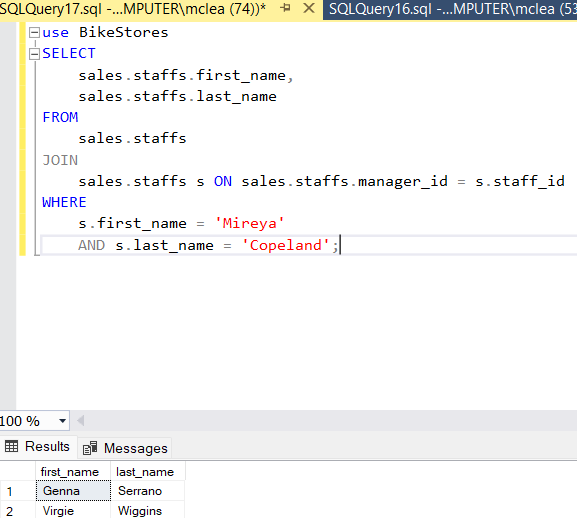 SQLQuery17.sql -...MPUTER\mclea (74))* SQLQuery16.sql -...MPUTER\mclea (53
use BikeStores
SELECT
sales.staffs.first_name,
sales.staffs.last_name
FROM
sales.staffs
JOIN
sales.staffs s ON sales.staffs.manager_id = s.staff_id
WHERE
s.first_name = 'Mireya'
AND s.last_name = 'Copeland';
100 %
Results Messages
first_name last_name
1 Genna Serrano
2 Virgie Wiggins